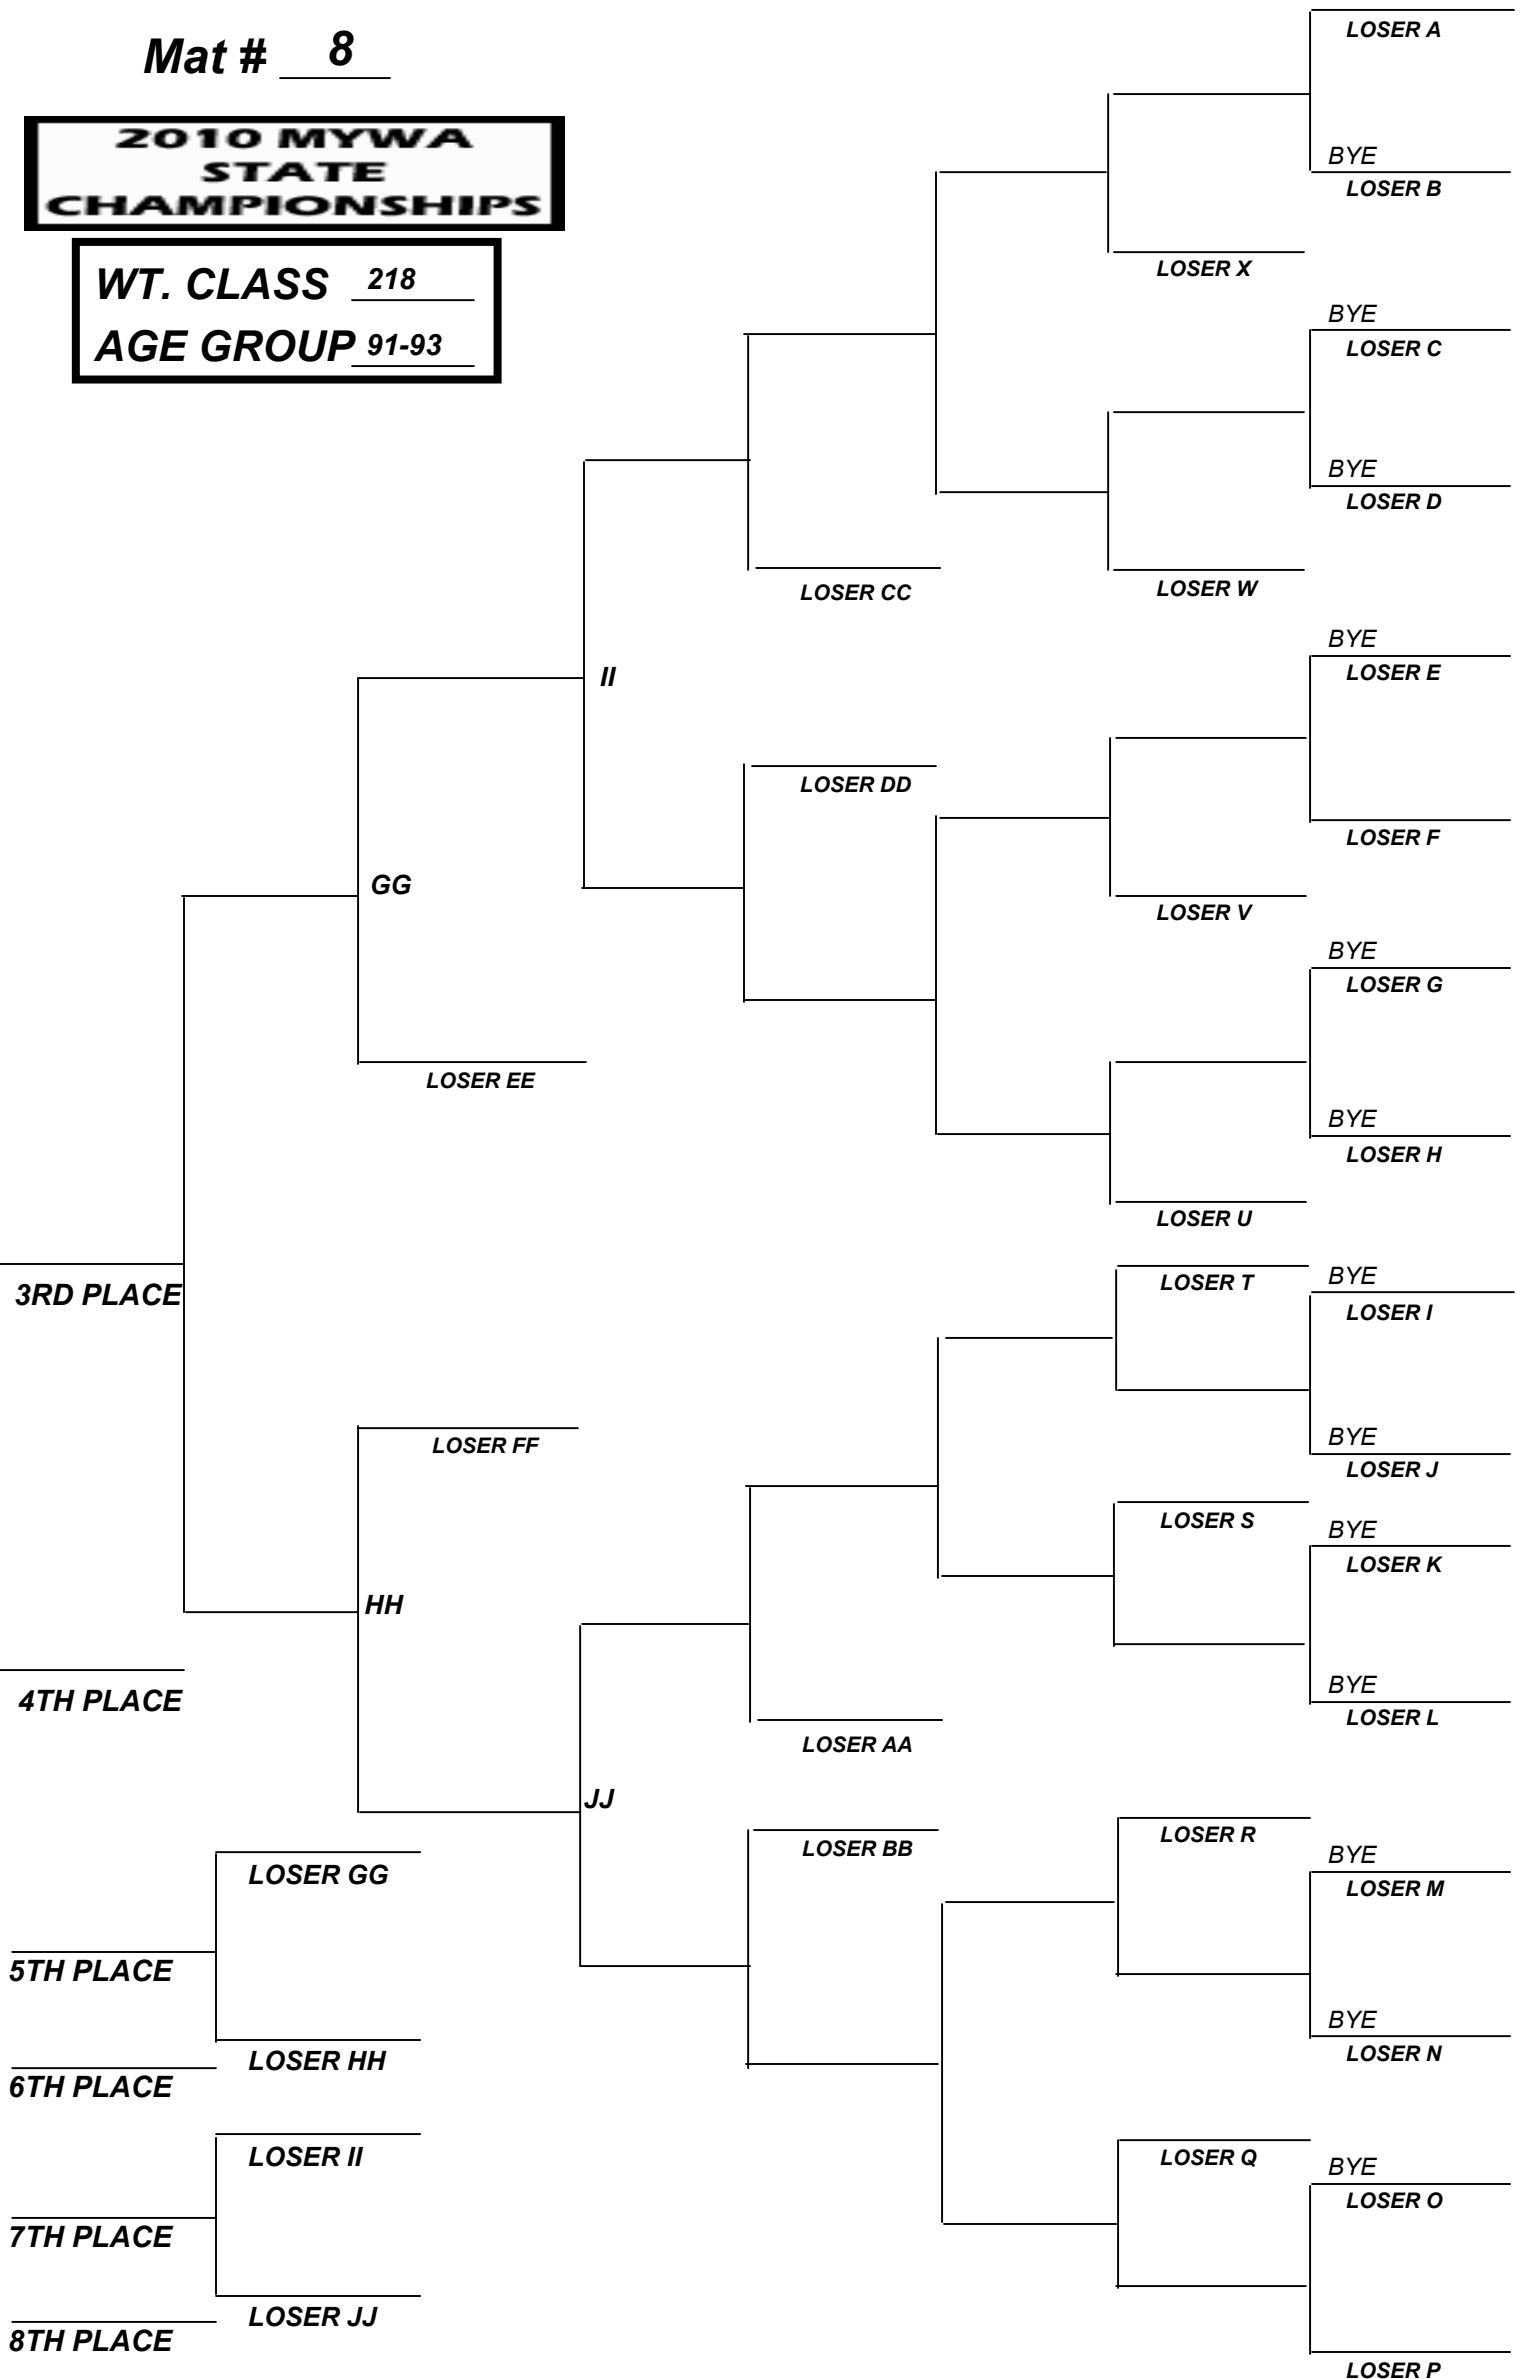 Mat # 8
2010 MYWA
STATE
CHAMPIONSHIPS
WT. CLASS 218
AGE GROUP 91-93
LOSER A
BYE
LOSER B
LOSER X
BYE
LOSER C
BYE
LOSER D
LOSER CC
LOSER W
BYE
LOSER E
II
LOSER DD
LOSER F
GG
LOSER V
BYE
LOSER G
LOSER EE
BYE
LOSER H
LOSER U
3RD PLACE
LOSER T
BYE
LOSER I
LOSER FF
BYE
LOSER J
LOSER S
BYE
LOSER K
HH
4TH PLACE
BYE
LOSER L
LOSER AA
JJ
LOSER BB
LOSER R
LOSER GG
BYE
LOSER M
5TH PLACE
BYE
LOSER N
LOSER HH
6TH PLACE
LOSER II
LOSER Q
BYE
LOSER O
7TH PLACE
LOSER JJ
8TH PLACE
LOSER P